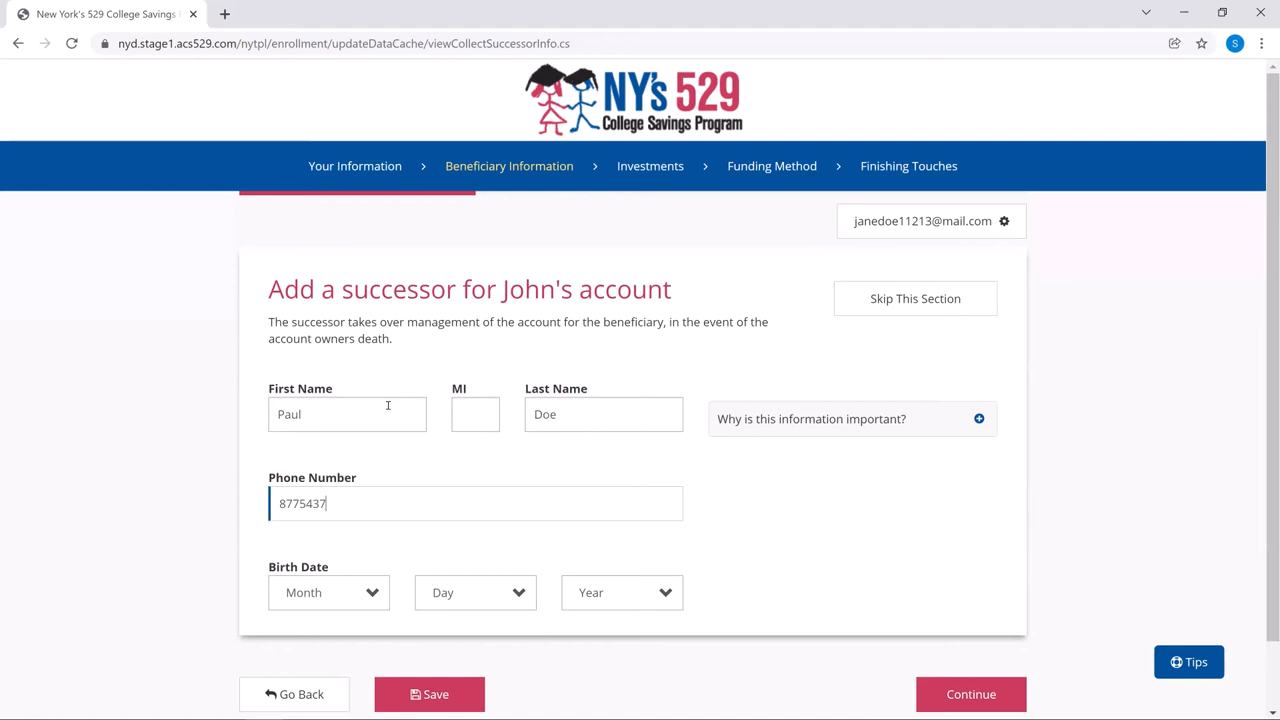 New York's 529 College Savings
nyd.stage1.acs529.com/nytpl/enrollment/updateDataCache/viewCollectSuccessorInfo.cs
S
NY's 529
College Savings Program
Your Information > Beneficiary Information > Investments > Funding Method > Finishing Touches
janedoe11213@mail.com
Add a successor for John's account
Skip This Section
The successor takes over management of the account for the beneficiary, in the event of the
account owners death.
First Name MI Last Name
Paul Doe
Why is this information important?
Phone Number
8775437
Birth Date
Month Day Year
Tips
Go Back Save Continue